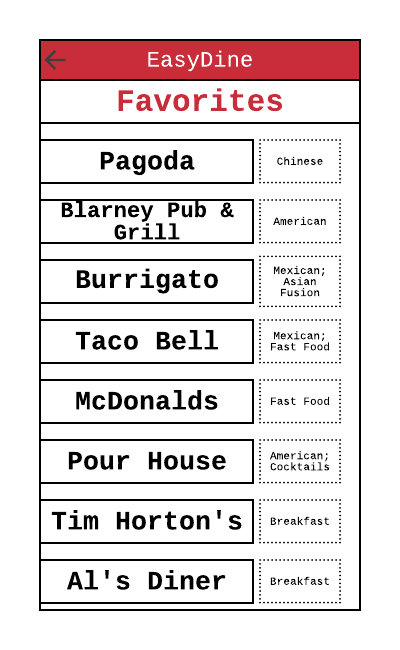 EasyDine
Favorites
Pagoda
Chinese
Blarney Pub &
Grill
American
Burrigato
Mexican;
Asian
Fusion
Taco Bell
Mexican;
Fast Food
McDonalds
Fast Food
Pour House
American;
Cocktails
Tim Horton's
Breakfast
Al's Diner
Breakfast